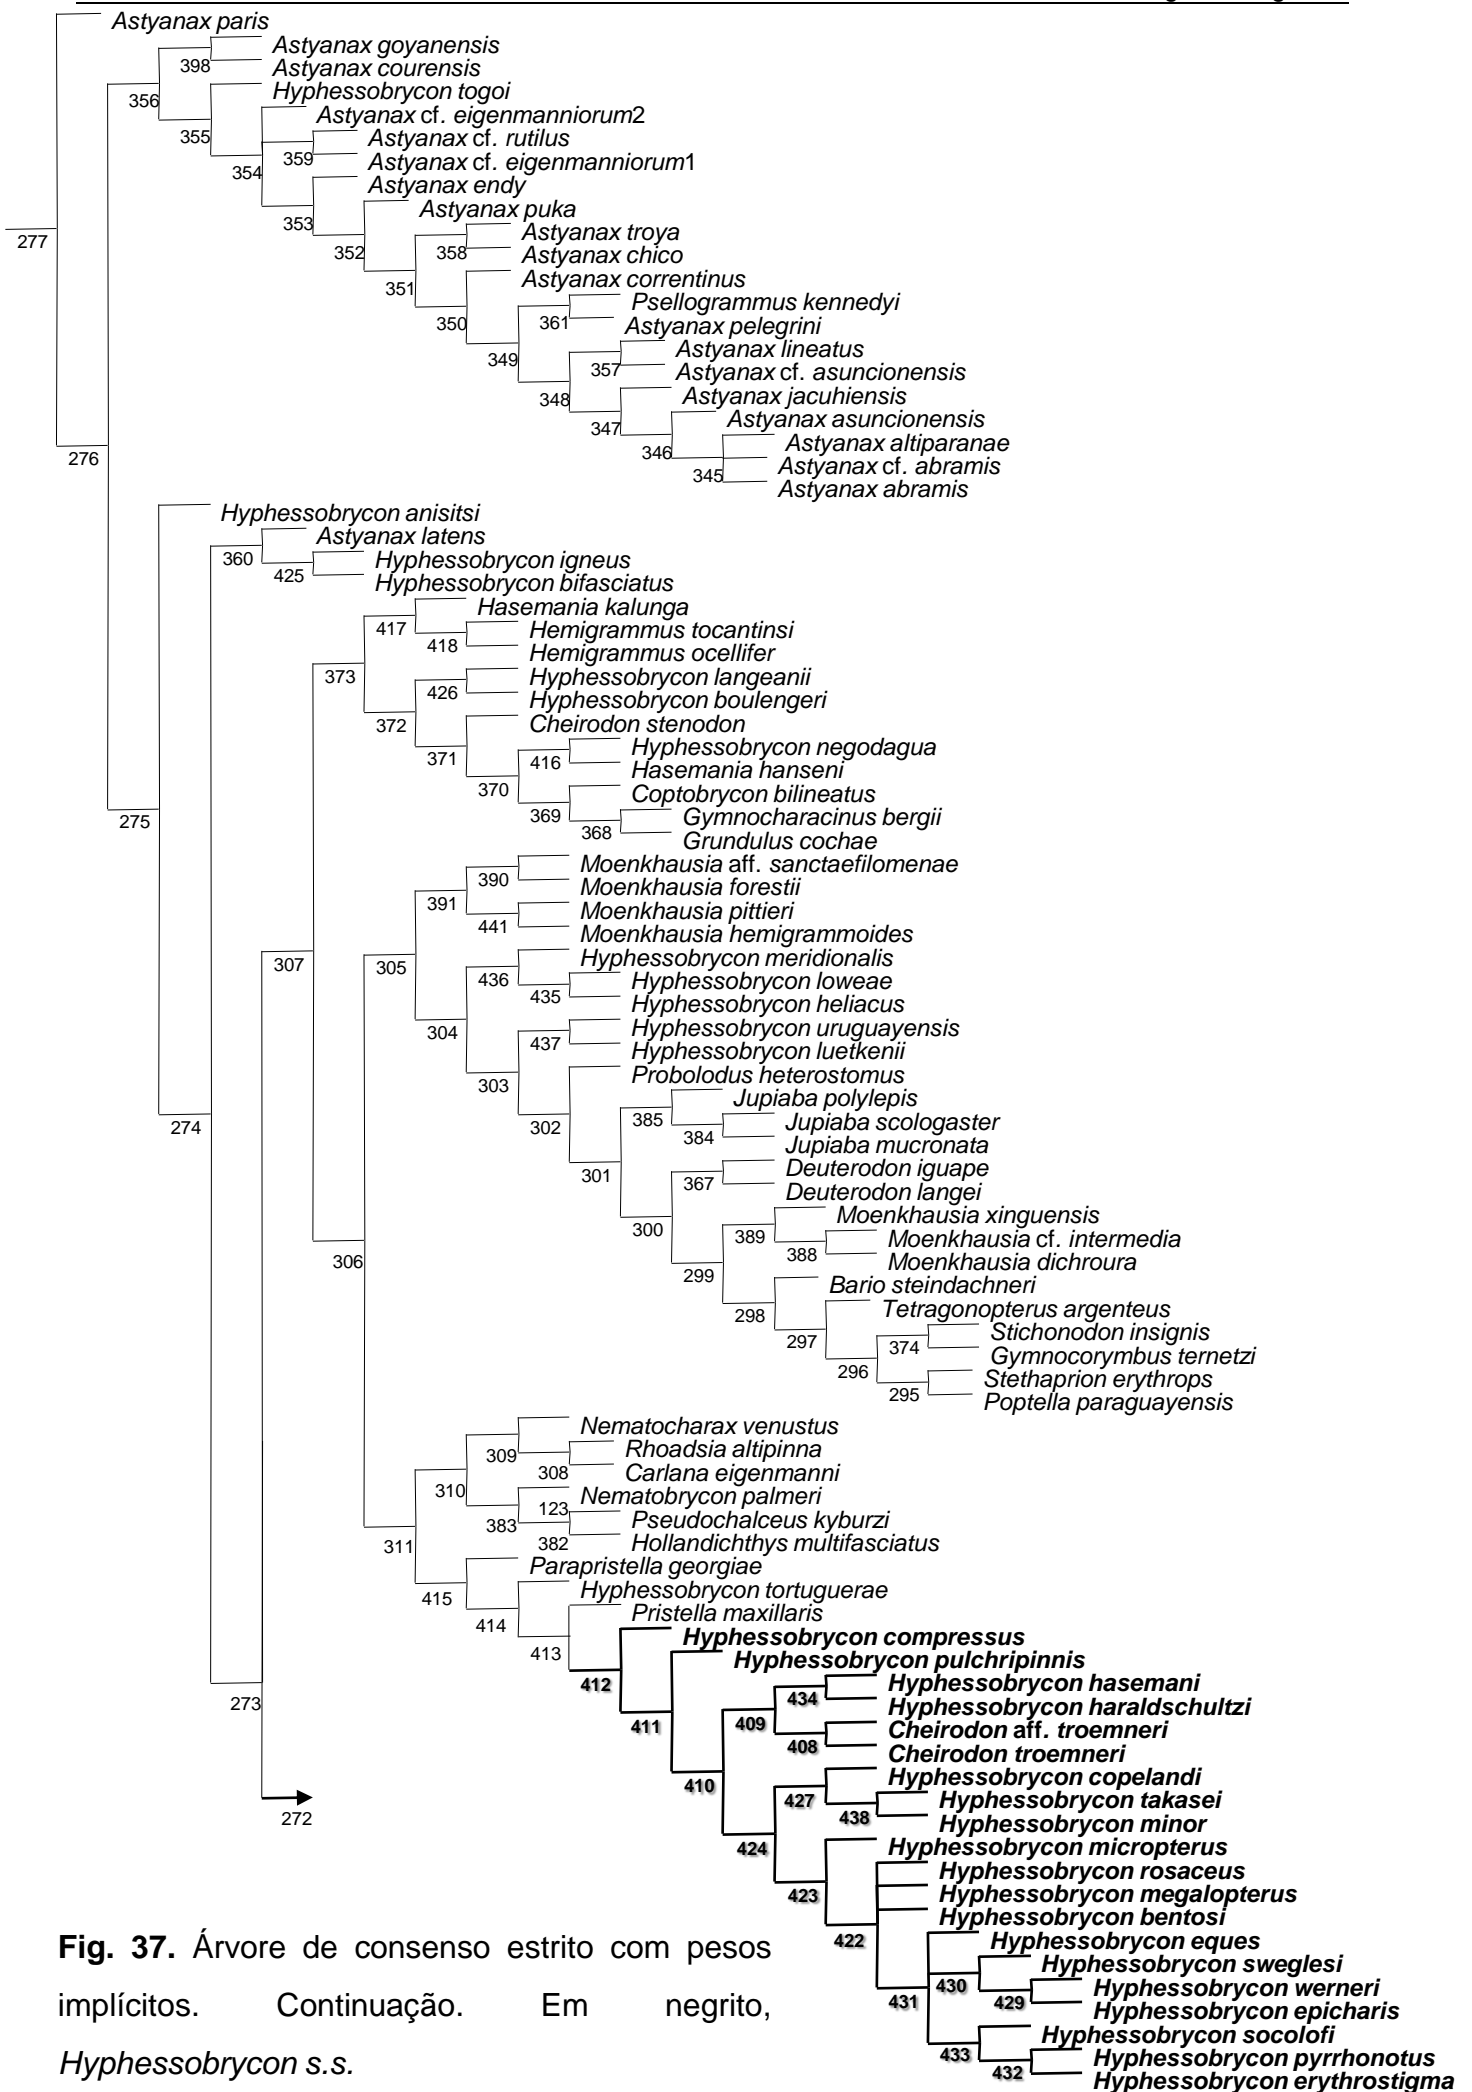 Astyanax paris
Astyanax goyanensis
398
Astyanax courensis
Hyphessobrycon togoi
356
Astyanax cf. eigenmanniorum2
355
Astyanax cf. rutilus
359
Astyanax cf. eigenmanniorum1
354
Astyanax endy
353
Astyanax puka
277
Astyanax troya
352
358
Astyanax chico
Astyanax correntinus
351
Psellogrammus kennedyi
350
361
Astyanax pelegrini
Astyanax lineatus
349
357
Astyanax cf. asuncionensis
Astyanax jacuhiensis
348
Astyanax asuncionensis
347
Astyanax altiparanae
276
346
Astyanax cf. abramis
345
Astyanax abramis
Hyphessobrycon anisitsi
Astyanax latens
360
Hyphessobrycon igneus
425
Hyphessobrycon bifasciatus
Hasemania kalunga
417
Hemigrammus tocantinsi
418
Hemigrammus ocellifer
373
Hyphessobrycon langeanii
426
Hyphessobrycon boulengeri
372
Cheirodon stenodon
Hyphessobrycon negodagua
371
416
Hasemania hanseni
370
Coptobrycon bilineatus
275
369
Gymnocharacinus bergii
368
Grundulus cochae
Moenkhausia aff. sanctaefilomenae
390
Moenkhausia forestii
391
Moenkhausia pittieri
441
Moenkhausia hemigrammoides
307
305
Hyphessobrycon meridionalis
436
Hyphessobrycon loweae
435
Hyphessobrycon heliacus
304
Hyphessobrycon uruguayensis
437
Hyphessobrycon luetkenii
303
Probolodus heterostomus
Jupiaba polylepis
274
302
385
Jupiaba scologaster
384
Jupiaba mucronata
301
Deuterodon iguape
367
Deuterodon langei
300
Moenkhausia xinguensis
389
Moenkhausia cf. intermedia
306
388
Moenkhausia dichroura
299
Bario steindachneri
298
Tetragonopterus argenteus
297
Stichonodon insignis
374
Gymnocorymbus ternetzi
296
Stethaprion erythrops
295
Poptella paraguayensis
Nematocharax venustus
309
Rhoadsia altipinna
308
Carlana eigenmanni
310
Nematobrycon palmeri
123
383
Pseudochalceus kyburzi
311
382
Hollandichthys multifasciatus
Parapristella georgiae
415
Hyphessobrycon tortuguerae
414
Pristella maxillaris
413
Hyphessobrycon compressus
412
Hyphessobrycon pulchripinnis
273
Hyphessobrycon hasemani
434
411
409
Hyphessobrycon haraldschultzi
Cheirodon aff. troemneri
408
Cheirodon troemneri
410
Hyphessobrycon copelandi
427
Hyphessobrycon takasei
272
438
Hyphessobrycon minor
424
Hyphessobrycon micropterus
Hyphessobrycon rosaceus
423
Hyphessobrycon megalopterus
Hyphessobrycon bentosi
422
Hyphessobrycon eques
Hyphessobrycon sweglesi
430
Hyphessobrycon werneri
431
429
Hyphessobrycon epicharis
Hyphessobrycon socolofi
433
Hyphessobrycon pyrrhonotus
432
Hyphessobrycon erythrostigma
Fig. 37. Árvore de consenso estrito com pesos
implícitos. Continuação. Em negrito,
Hyphessobrycon s.s.